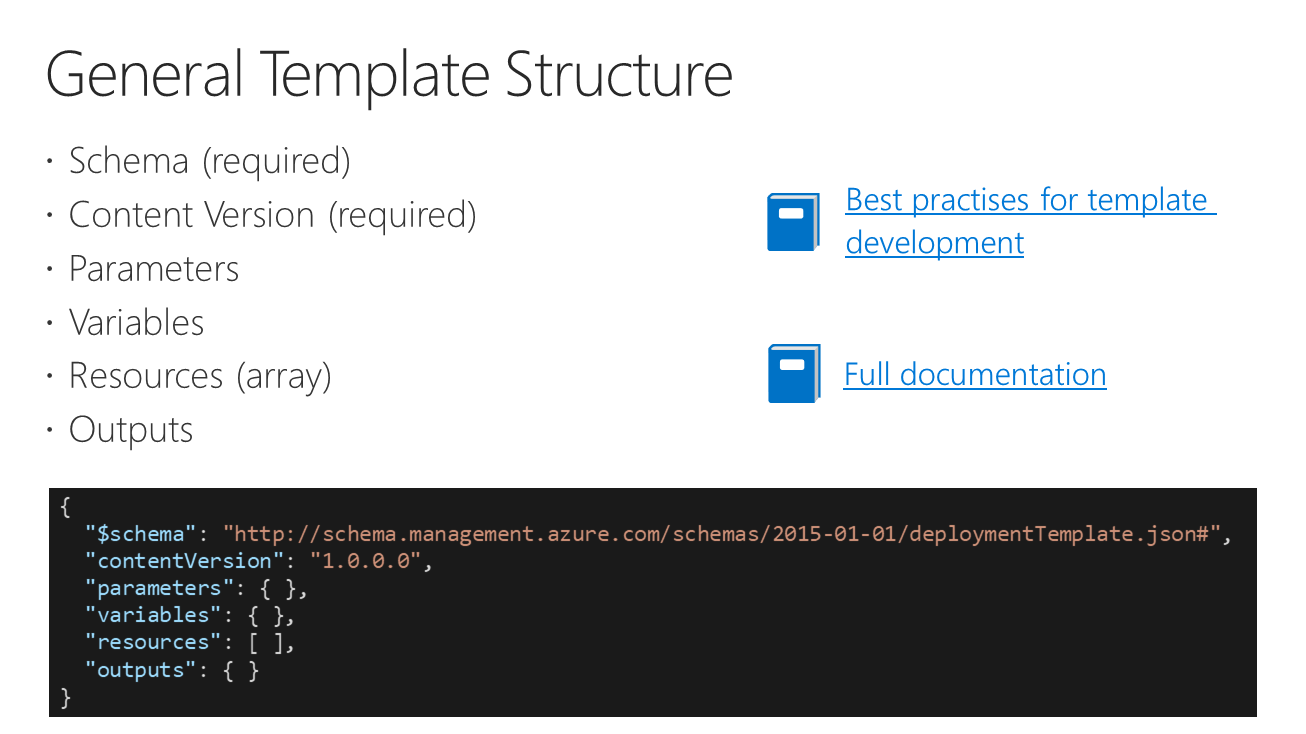 General Template Structure
· Schema (required)
· Content Version (required)
· Parameters
· Variables
· Resources (array)
· Outputs
Best practises for template
development
Full documentation
{
  "$schema": "http://schema.management.azure.com/schemas/2015-01-01/deploymentTemplate.json#",
  "contentVersion": "1.0.0.0",
  "parameters": { },
  "variables": { },
  "resources": [ ],
  "outputs": { }
}